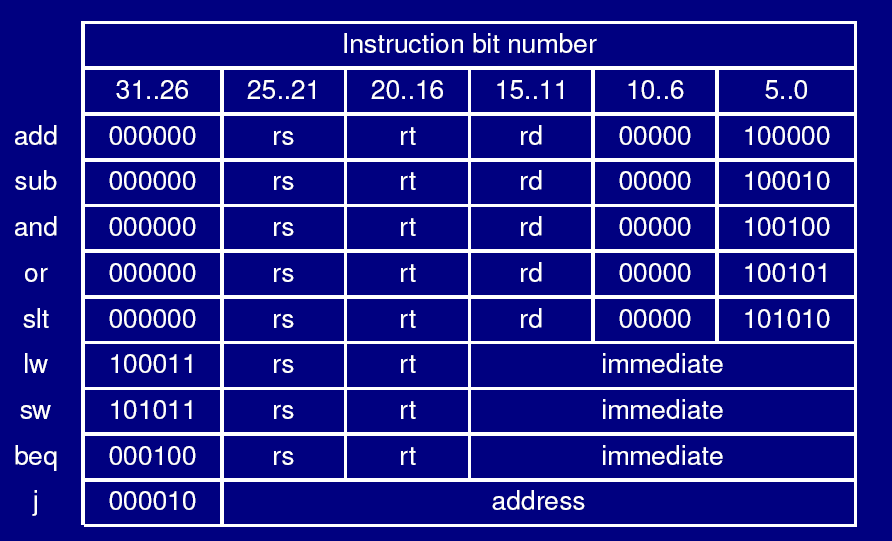 Instruction bit number
31..26 25..21 20..16 15..11 10..6 5..0
add 000000 rs rt rd 00000 100000
sub 000000 rs rt rd 00000 100010
and 000000 rs rt rd 00000 100100
or 000000 rs rt rd 00000 100101
slt 000000 rs rt rd 00000 101010
lw 100011 rs rt immediate
sw 101011 rs rt immediate
beq 000100 rs rt immediate
j 000010 address